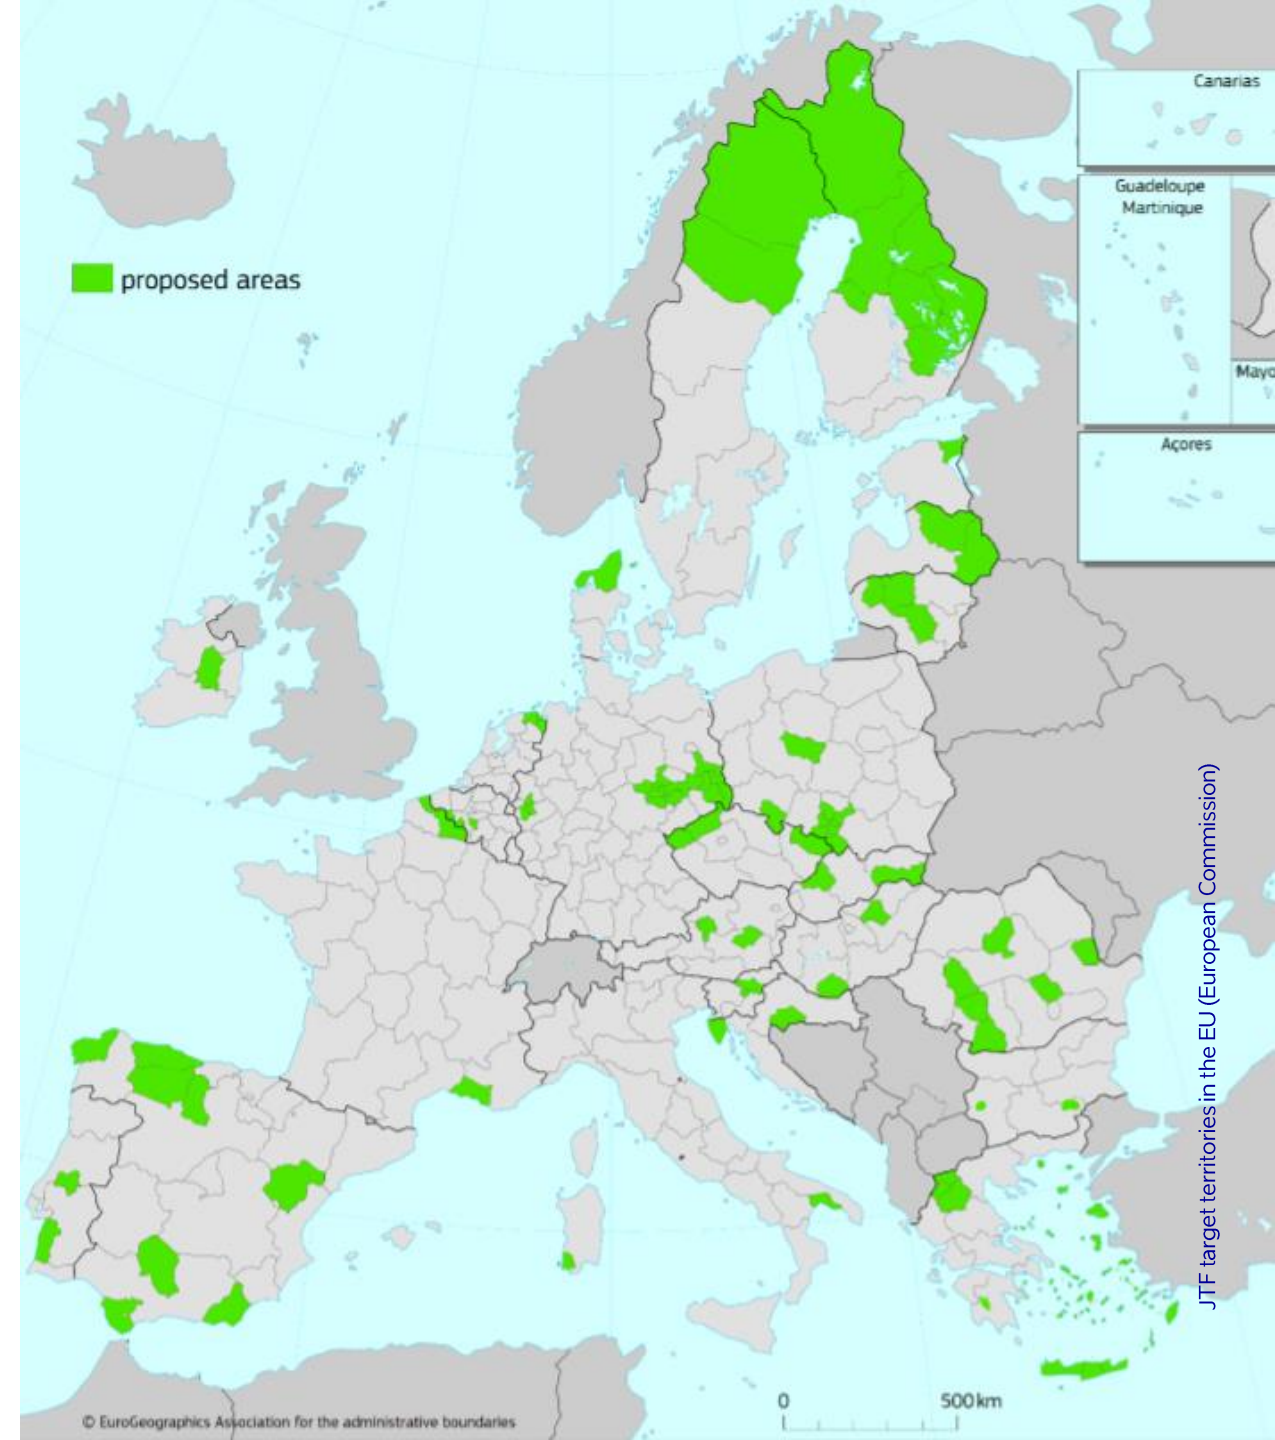 Canarias
Guadeloupe
Martinique
proposed areas
Açores
JTF target territories in the EU (European Commission)
0 500 km
© EuroGeographics Association for the administrative boundaries